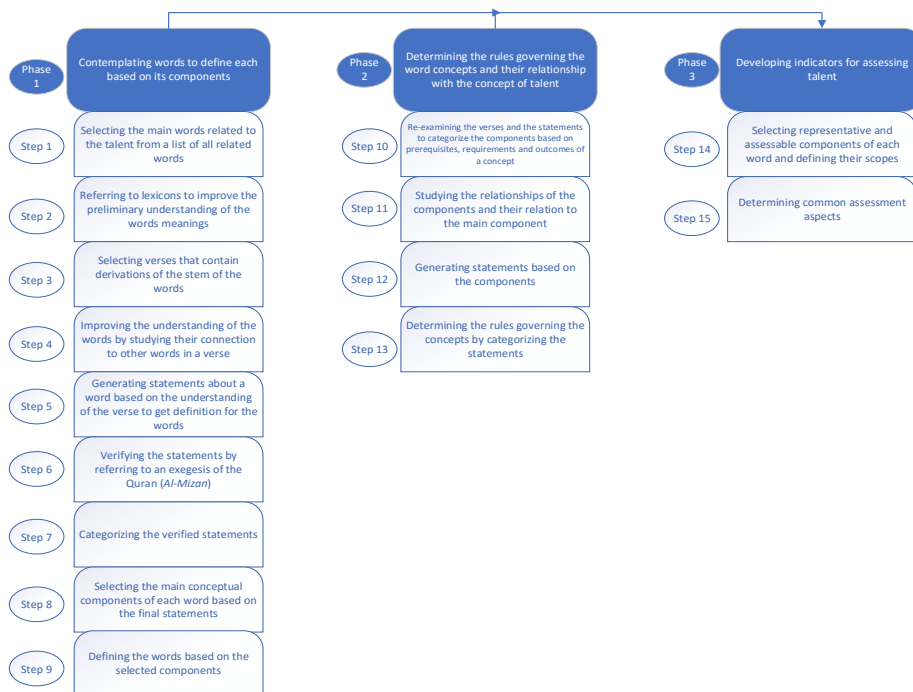 Phase
1
Contemplating words to define each
based on its components
Step 1
Selecting the main words related to
the talent from a list of all related
words
Step 2
Referring to lexicons to improve the
preliminary understanding of the
words meanings
Step 3
Selecting verses that contain
derivations of the stem of the
words
Step 4
Improving the understanding of the
words by studying their connection
to other words in a verse
Step 5
Generating statements about a
word based on the understanding
of the verse to get definition for the
words
Step 6
Verifying the statements by
referring to an exegesis of the
Quran (Al-Mizan)
Step 7
Categorizing the verified statements
Step 8
Selecting the main conceptual
components of each word based on
the final statements
Step 9
Defining the words based on the
selected components
Phase
2
Determining the rules governing the
word concepts and their relationship
with the concept of talent
Step 10
Re-examining the verses and the statements
to categorize the components based on
prerequisites, requirements and outcomes of
a concept
Step 11
Studying the relationships of the
components and their relation to
the main component
Step 12
Generating statements based on
the components
Step 13
Determining the rules governing the
concepts by categorizing the
statements
Phase
3
Developing indicators for assessing
talent
Step 14
Selecting representative and
assessable components of each
word and defining their scopes
Step 15
Determining common assessment
aspects